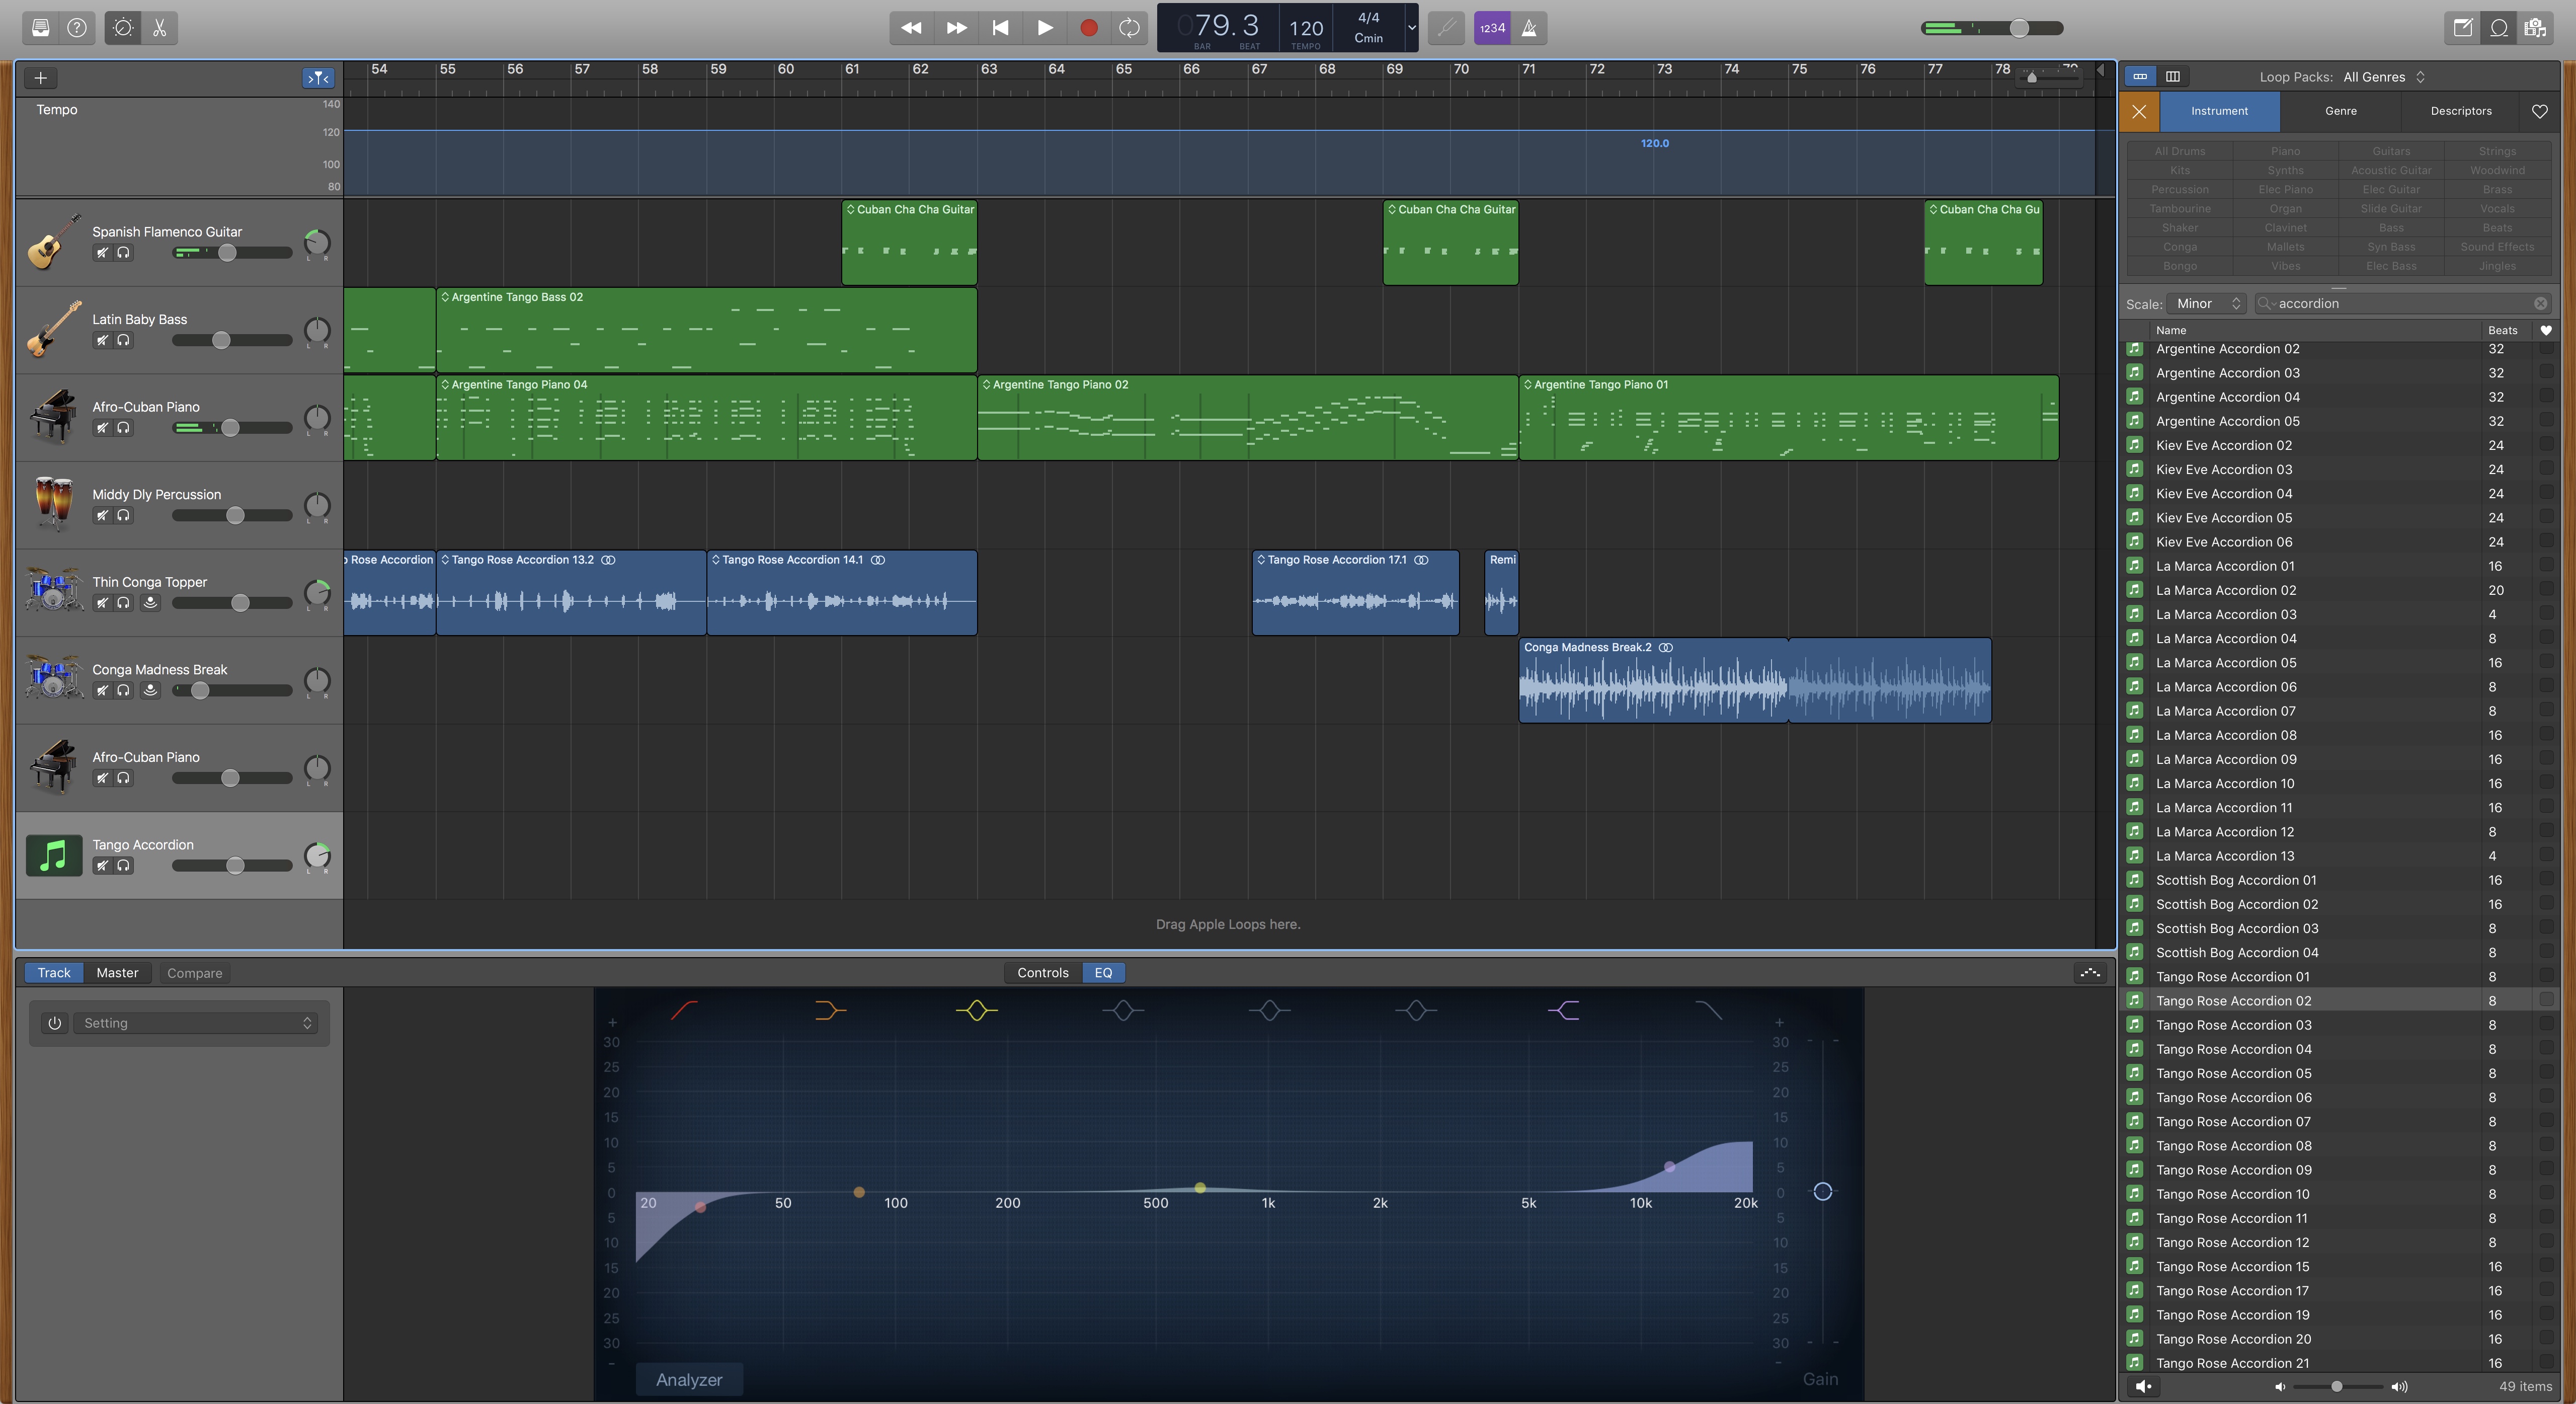 079.3
BAR BEAT
120
TEMPO
4/4
Cmin
1234
54 55 56 57 58 59 60 61 62 63 64 65 66 67 68 69 70 71 72 73 74 75 76 77 78 79
Tempo
140
120
100
80
120.0
Spanish Flamenco Guitar
L R
Cuban Cha Cha Guitar
Cuban Cha Cha Guitar
Cuban Cha Cha Gu
Latin Baby Bass
L R
Argentine Tango Bass 02
Afro-Cuban Piano
L R
Argentine Tango Piano 04
Argentine Tango Piano 02
Argentine Tango Piano 01
Middy Dly Percussion
L R
Thin Conga Topper
L R
Rose Accordion
Tango Rose Accordion 13.2
Tango Rose Accordion 14.1
Tango Rose Accordion 17.1
Remi
Conga Madness Break
L R
Conga Madness Break.2
Afro-Cuban Piano
L R
Tango Accordion
L R
Drag Apple Loops here.
Track Master Compare
Controls EQ
Setting
+ +
30 30
25 25
20 20
15 15
10 10
5 5
0 0
20 50 100 200 500 1k 2k 5k 10k 20k
5 5
10 10
15 15
20 20
25 25
30 30
- -
Analyzer
Gain
Loop Packs: All Genres
Instrument Genre Descriptors
All Drums Piano Guitars Strings
Kits Synths Acoustic Guitar Woodwind
Percussion Elec Piano Elec Guitar Brass
Tambourine Organ Slide Guitar Vocals
Shaker Clavinet Bass Beats
Conga Mallets Syn Bass Sound Effects
Bongo Vibes Elec Bass Jingles
Scale: Minor accordion
Name Beats
Argentine Accordion 02 32
Argentine Accordion 03 32
Argentine Accordion 04 32
Argentine Accordion 05 32
Kiev Eve Accordion 02 24
Kiev Eve Accordion 03 24
Kiev Eve Accordion 04 24
Kiev Eve Accordion 05 24
Kiev Eve Accordion 06 24
La Marca Accordion 01 16
La Marca Accordion 02 20
La Marca Accordion 03 4
La Marca Accordion 04 8
La Marca Accordion 05 16
La Marca Accordion 06 8
La Marca Accordion 07 8
La Marca Accordion 08 16
La Marca Accordion 09 16
La Marca Accordion 10 16
La Marca Accordion 11 16
La Marca Accordion 12 8
La Marca Accordion 13 4
Scottish Bog Accordion 01 16
Scottish Bog Accordion 02 16
Scottish Bog Accordion 03 8
Scottish Bog Accordion 04 8
Tango Rose Accordion 01 8
Tango Rose Accordion 02 8
Tango Rose Accordion 03 8
Tango Rose Accordion 04 8
Tango Rose Accordion 05 8
Tango Rose Accordion 06 8
Tango Rose Accordion 07 8
Tango Rose Accordion 08 8
Tango Rose Accordion 09 8
Tango Rose Accordion 10 8
Tango Rose Accordion 11 8
Tango Rose Accordion 12 8
Tango Rose Accordion 15 16
Tango Rose Accordion 17 16
Tango Rose Accordion 19 16
Tango Rose Accordion 20 16
Tango Rose Accordion 21 16
49 items